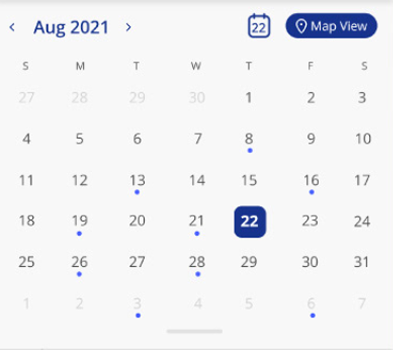 < Aug 2021 > 22 Map View
S M T W T F S
27 28 29 30 1 2 3
4 5 6 7 8 9 10
11 12 13 14 15 16 17
18 19 20 21 22 23 24
25 26 27 28 29 30 31
1 2 3 4 5 6 7